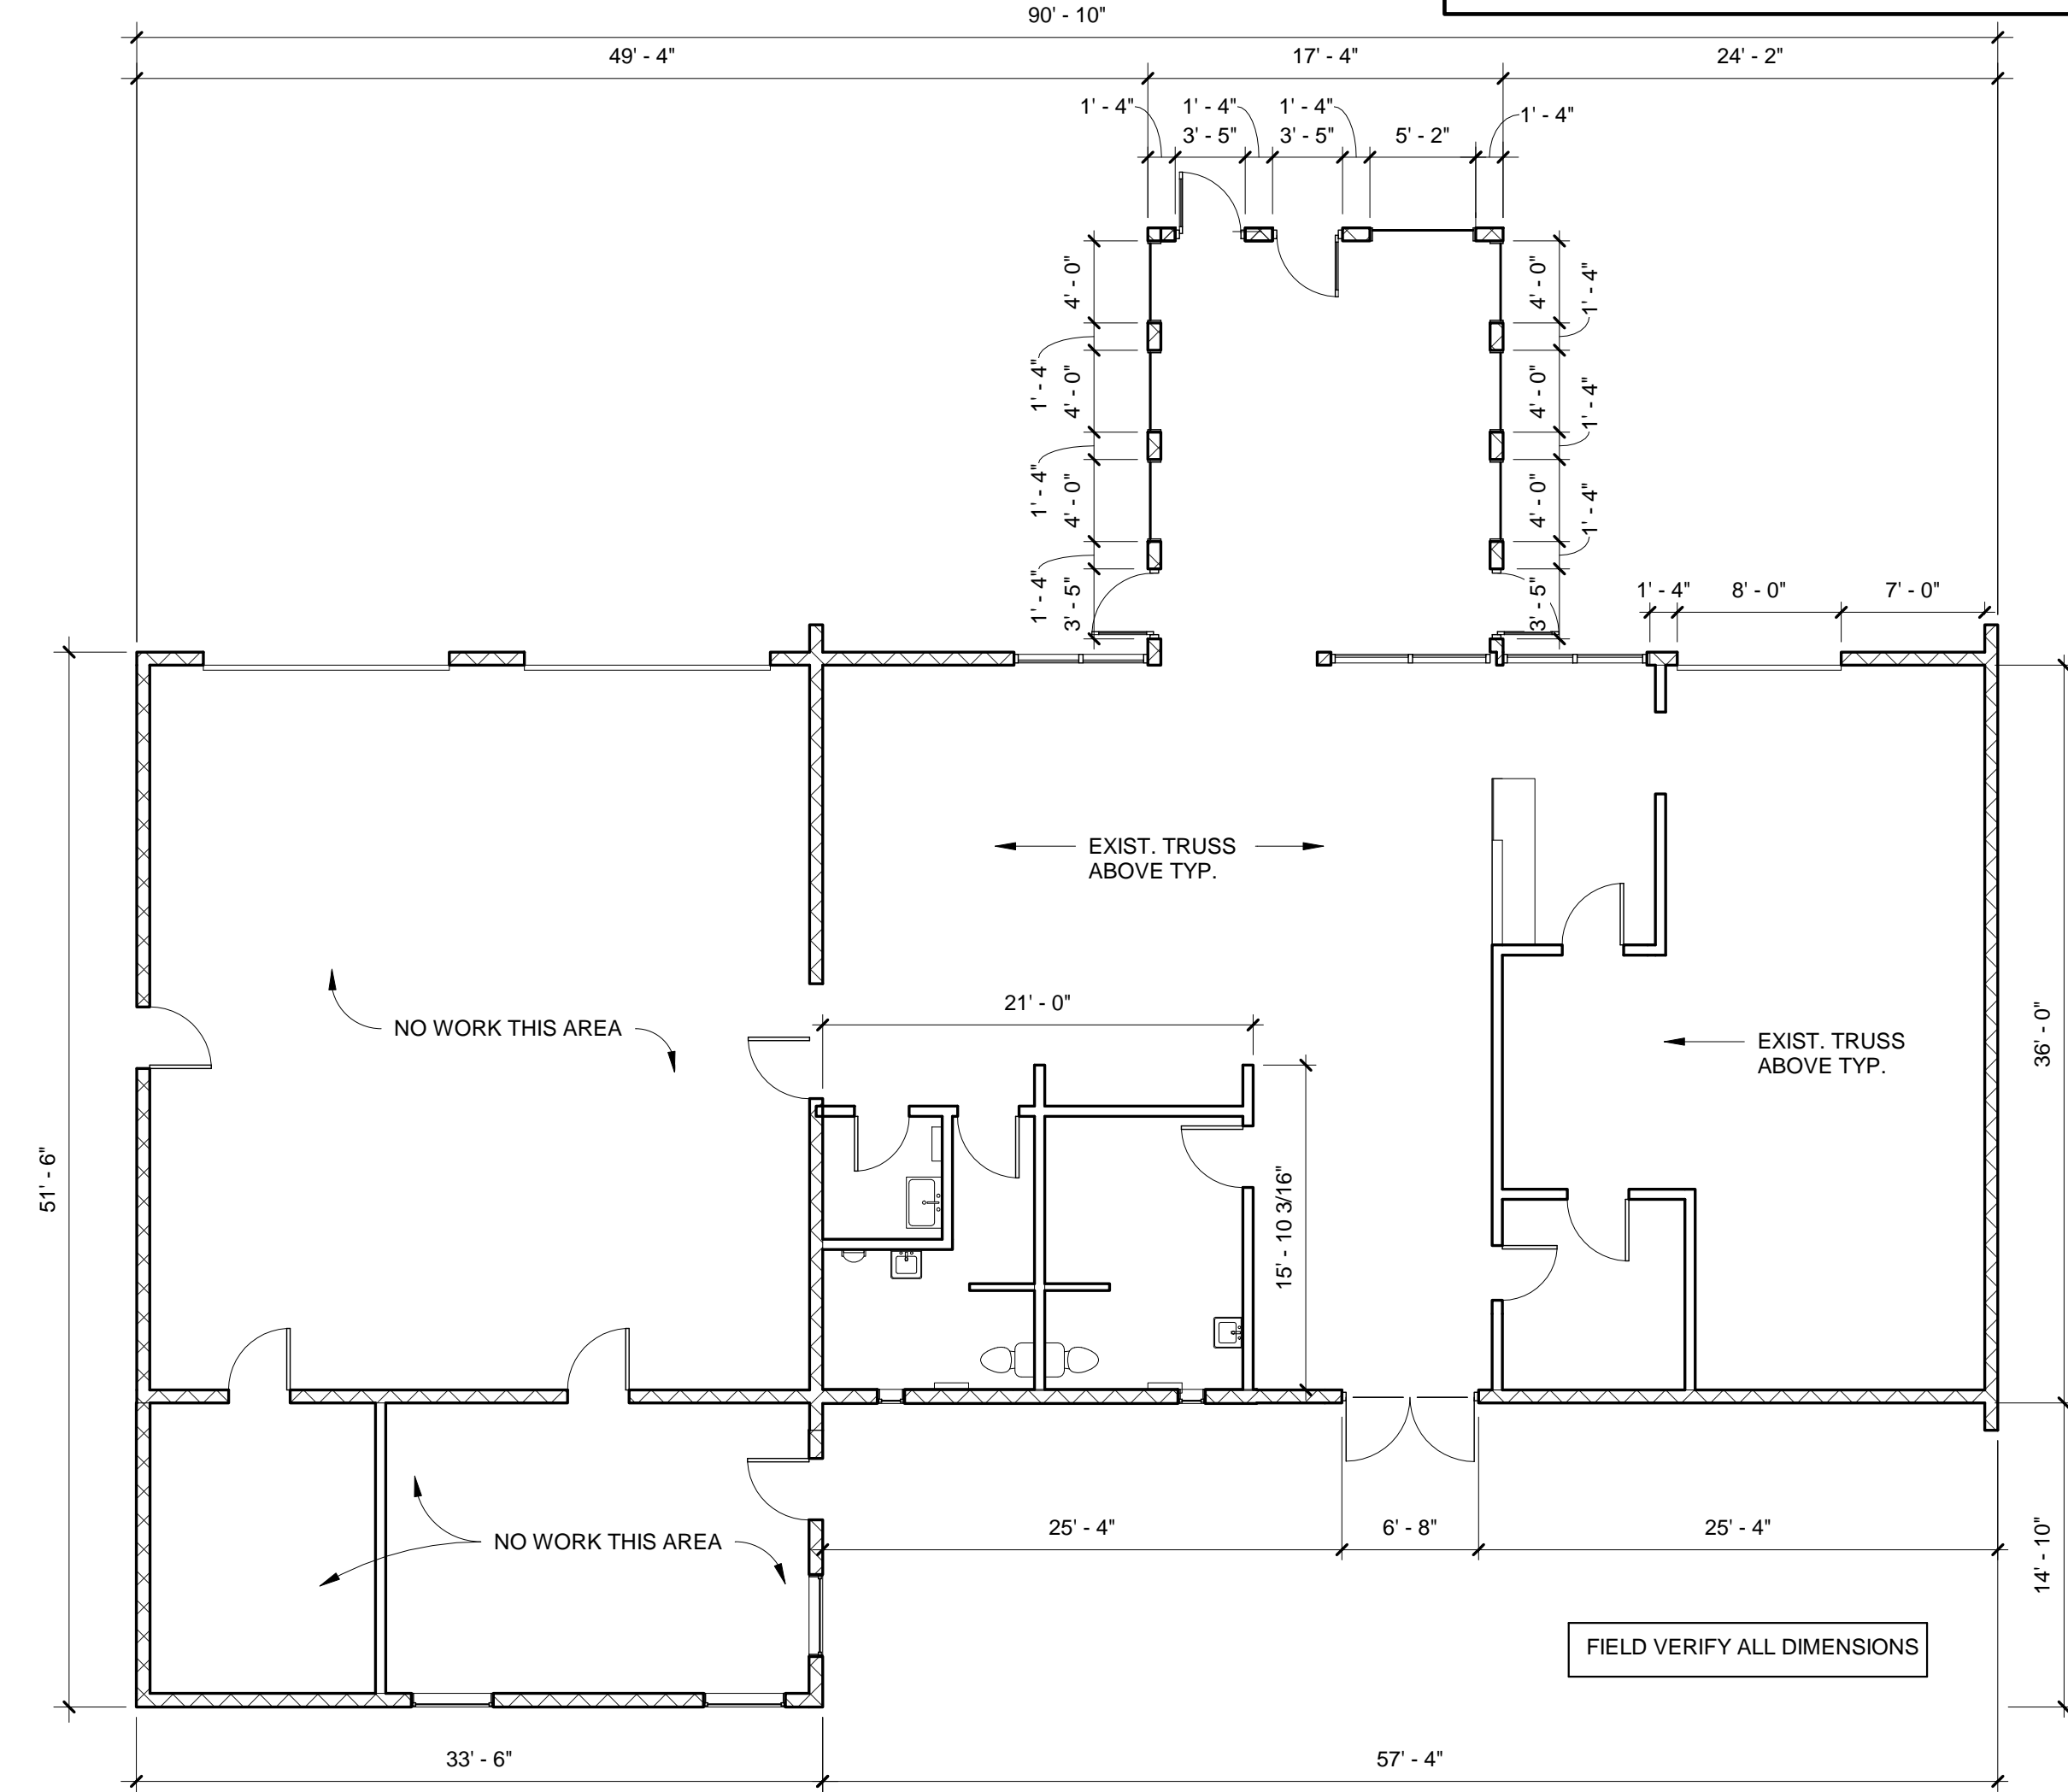 90' - 10"
49' - 4"
17' - 4"
24' - 2"
1' - 4"
1' - 4"
1' - 4"
1' - 4"
3' - 5"
3' - 5"
5' - 2"
4' - 0"
4' - 0"
1' - 4"
1' - 4"
4' - 0"
4' - 0"
1' - 4"
1' - 4"
4' - 0"
4' - 0"
1' - 4"
1' - 4"
3' - 5"
3' - 5"
1' - 4"
8' - 0"
7' - 0"
EXIST. TRUSS
ABOVE TYP.
21' - 0"
NO WORK THIS AREA
EXIST. TRUSS
ABOVE TYP.
36' - 0"
51' - 6"
15' - 10 3/16"
25' - 4"
6' - 8"
25' - 4"
NO WORK THIS AREA
14' - 10"
FIELD VERIFY ALL DIMENSIONS
33' - 6"
57' - 4"